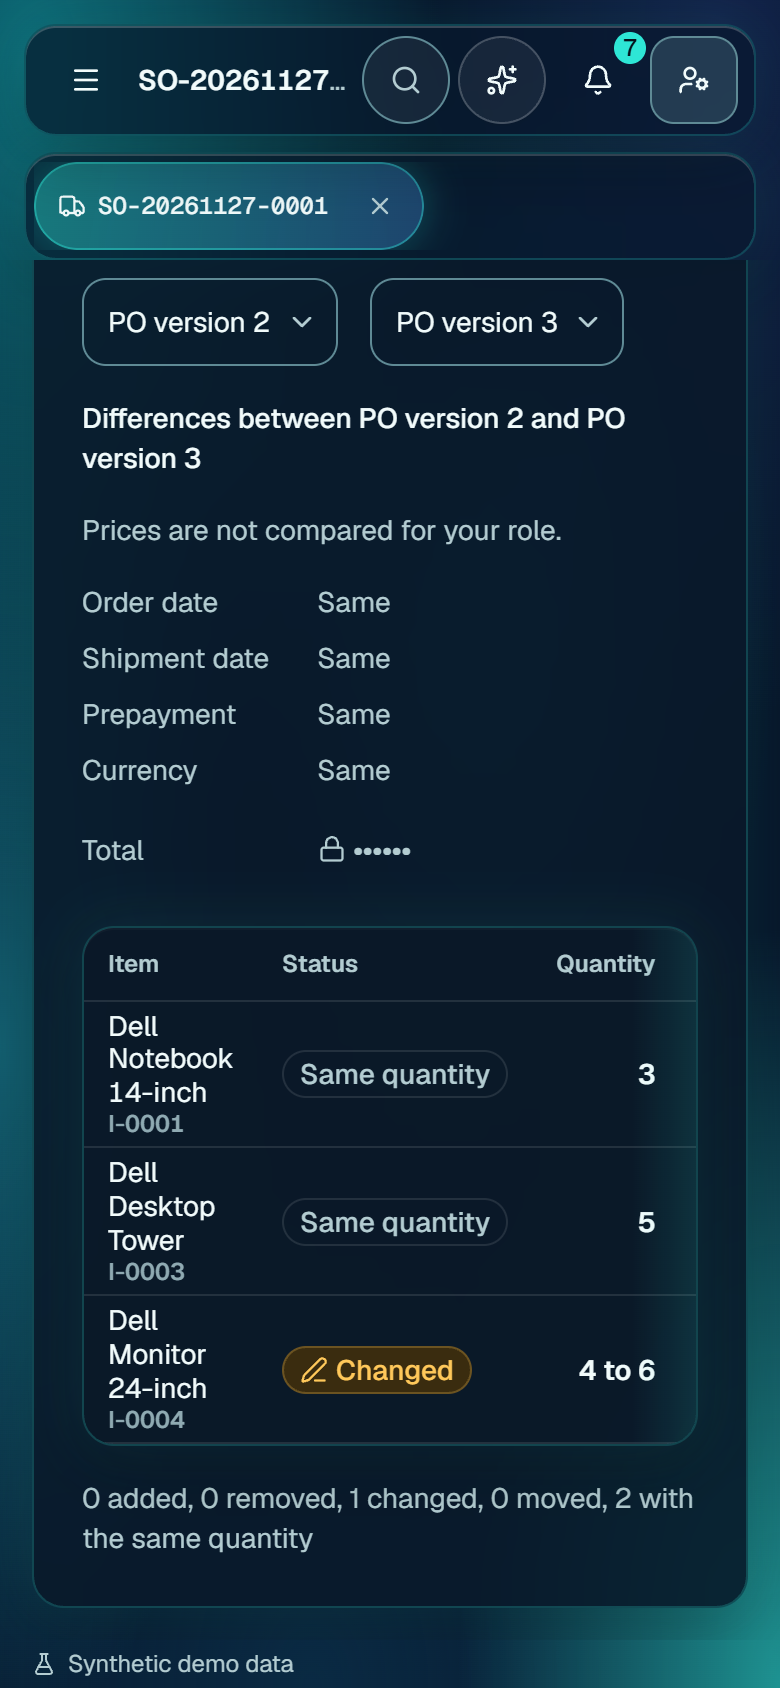 SO-20261127...
7
SO-20261127-0001
PO version 2
PO version 3
Differences between PO version 2 and PO
version 3
Prices are not compared for your role.
Order date Same
Shipment date Same
Prepayment Same
Currency Same
Total ••••••
Item Status Quantity
Dell
Notebook
14-inch
I-0001
Same quantity
3
Dell
Desktop
Tower
I-0003
Same quantity
5
Dell
Monitor
24-inch
I-0004
Changed
4 to 6
0 added, 0 removed, 1 changed, 0 moved, 2 with
the same quantity
Synthetic demo data